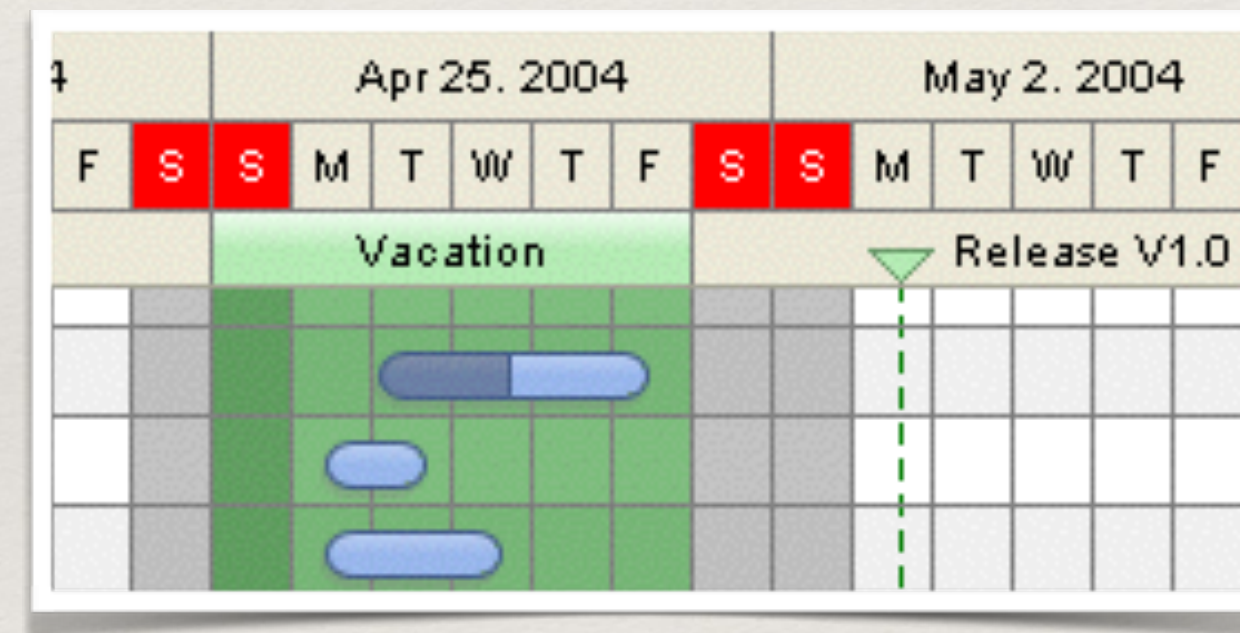 4 Apr 25. 2004 May 2. 2004
F S S M T W T F S S M T W T F
Vacation Release V1.0